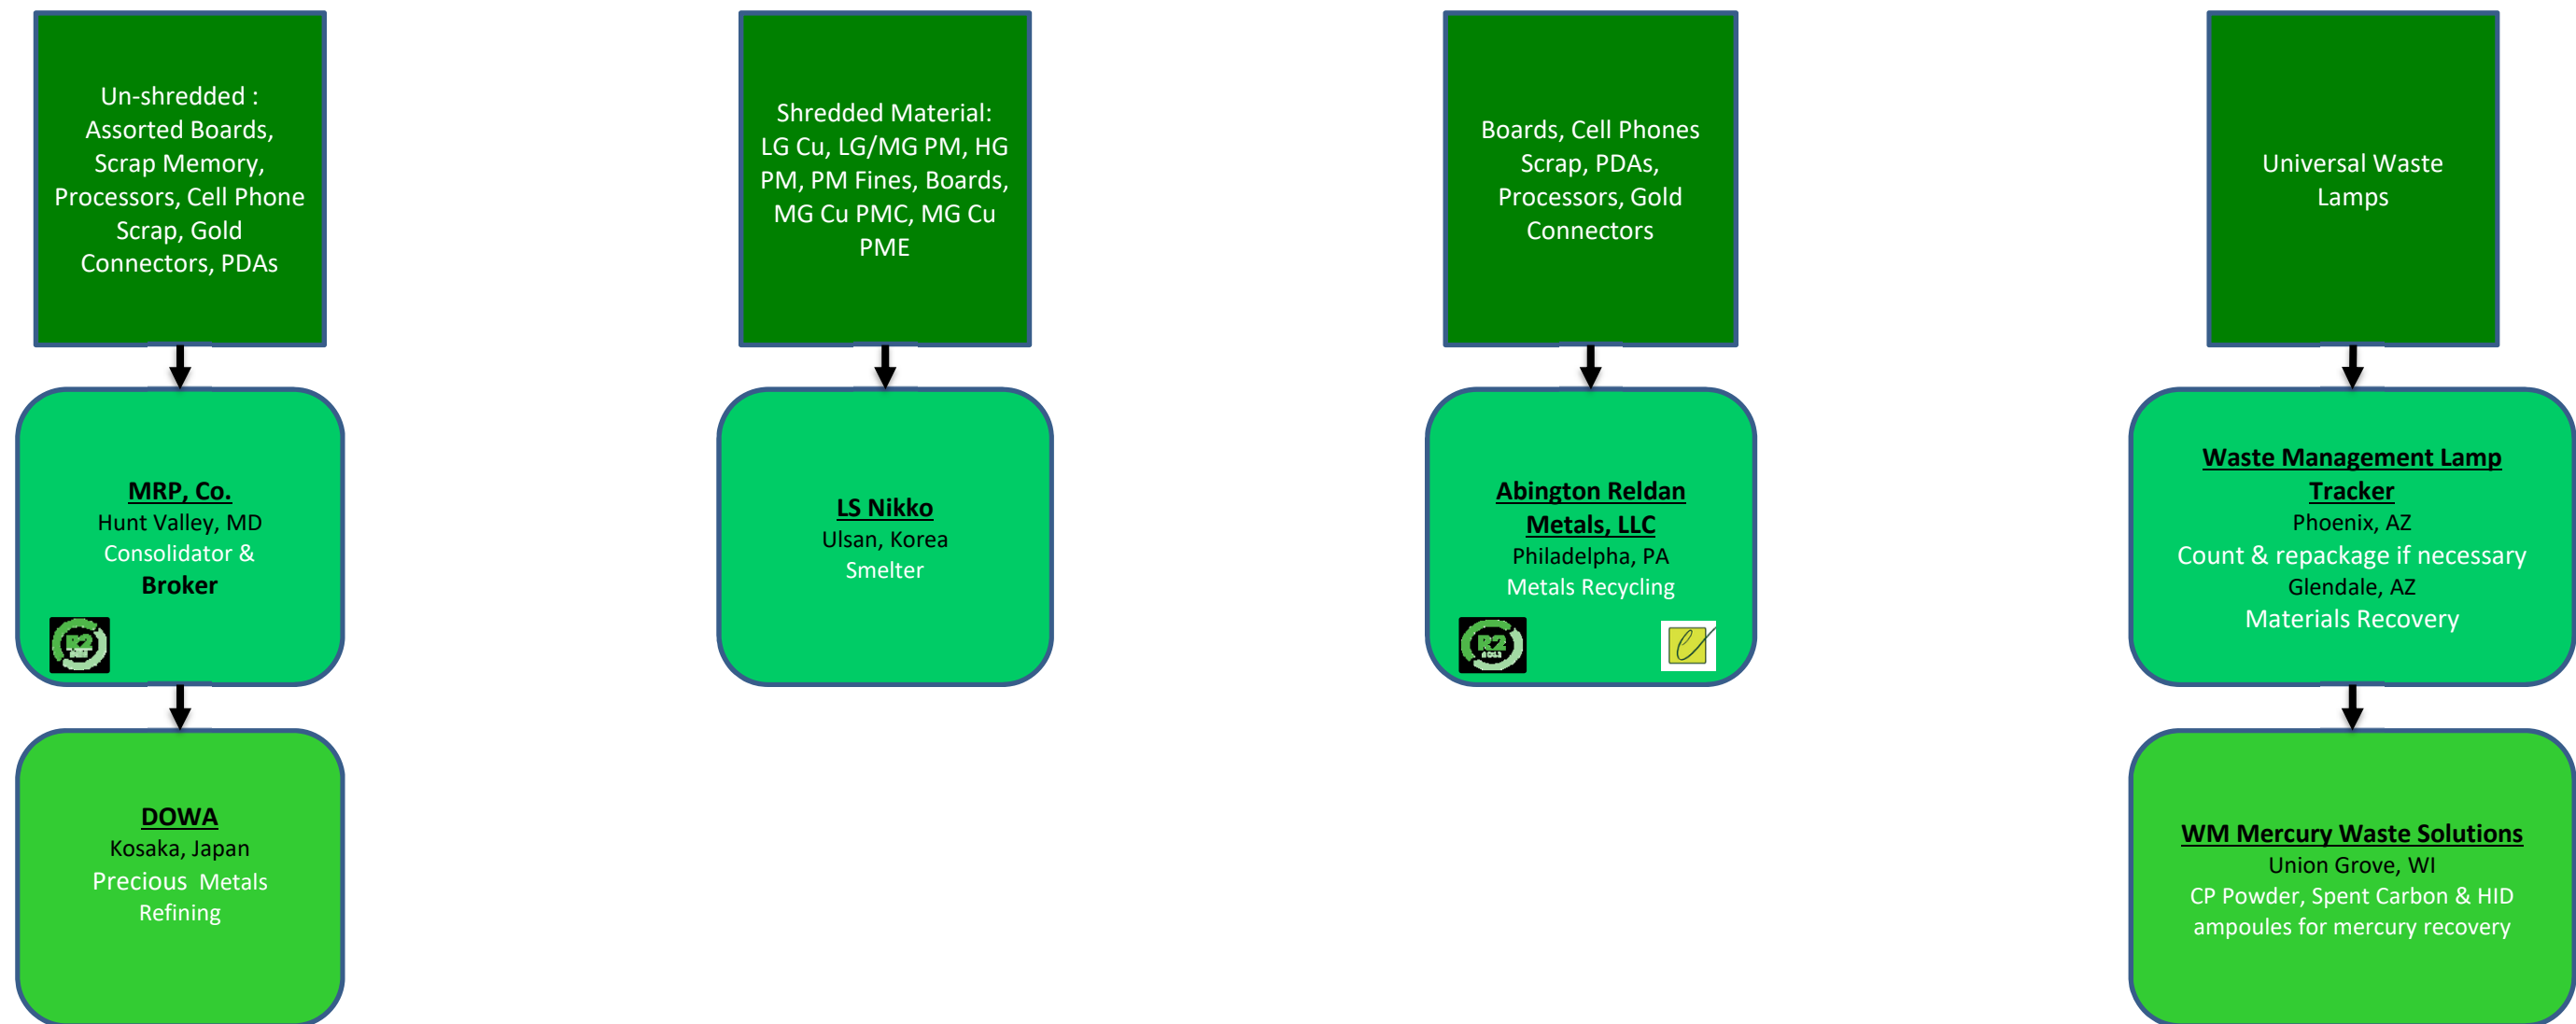 Un-shredded :
Assorted Boards,
Scrap Memory,
Processors, Cell Phone
Scrap, Gold
Connectors, PDAs
MRP, Co.
Hunt Valley, MD
Consolidator &
Broker
R2
DOWA
Kosaka, Japan
Precious Metals
Refining
Shredded Material:
LG Cu, LG/MG PM, HG
PM, PM Fines, Boards,
MG Cu PMC, MG Cu
PME
LS Nikko
Ulsan, Korea
Smelter
Boards, Cell Phones
Scrap, PDAs,
Processors, Gold
Connectors
Abington Reldan
Metals, LLC
Philadelpha, PA
Metals Recycling
R2
Universal Waste
Lamps
Waste Management Lamp
Tracker
Phoenix, AZ
Count & repackage if necessary
Glendale, AZ
Materials Recovery
WM Mercury Waste Solutions
Union Grove, WI
CP Powder, Spent Carbon & HID
ampoules for mercury recovery